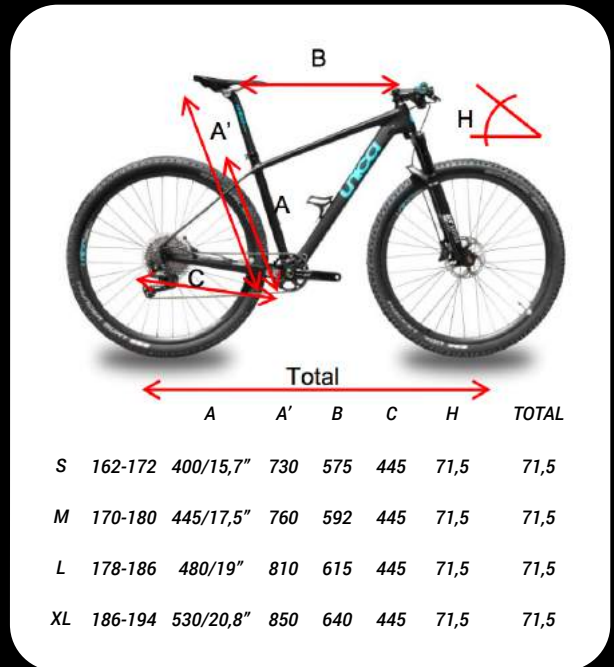 B
H
A'
UNCO
A
C
Total
A A' B C H TOTAL
S 162-172 400/15,7" 730 575 445 71,5 71,5
M 170-180 445/17,5" 760 592 445 71,5 71,5
L 178-186 480/19" 810 615 445 71,5 71,5
XL 186-194 530/20,8" 850 640 445 71,5 71,5